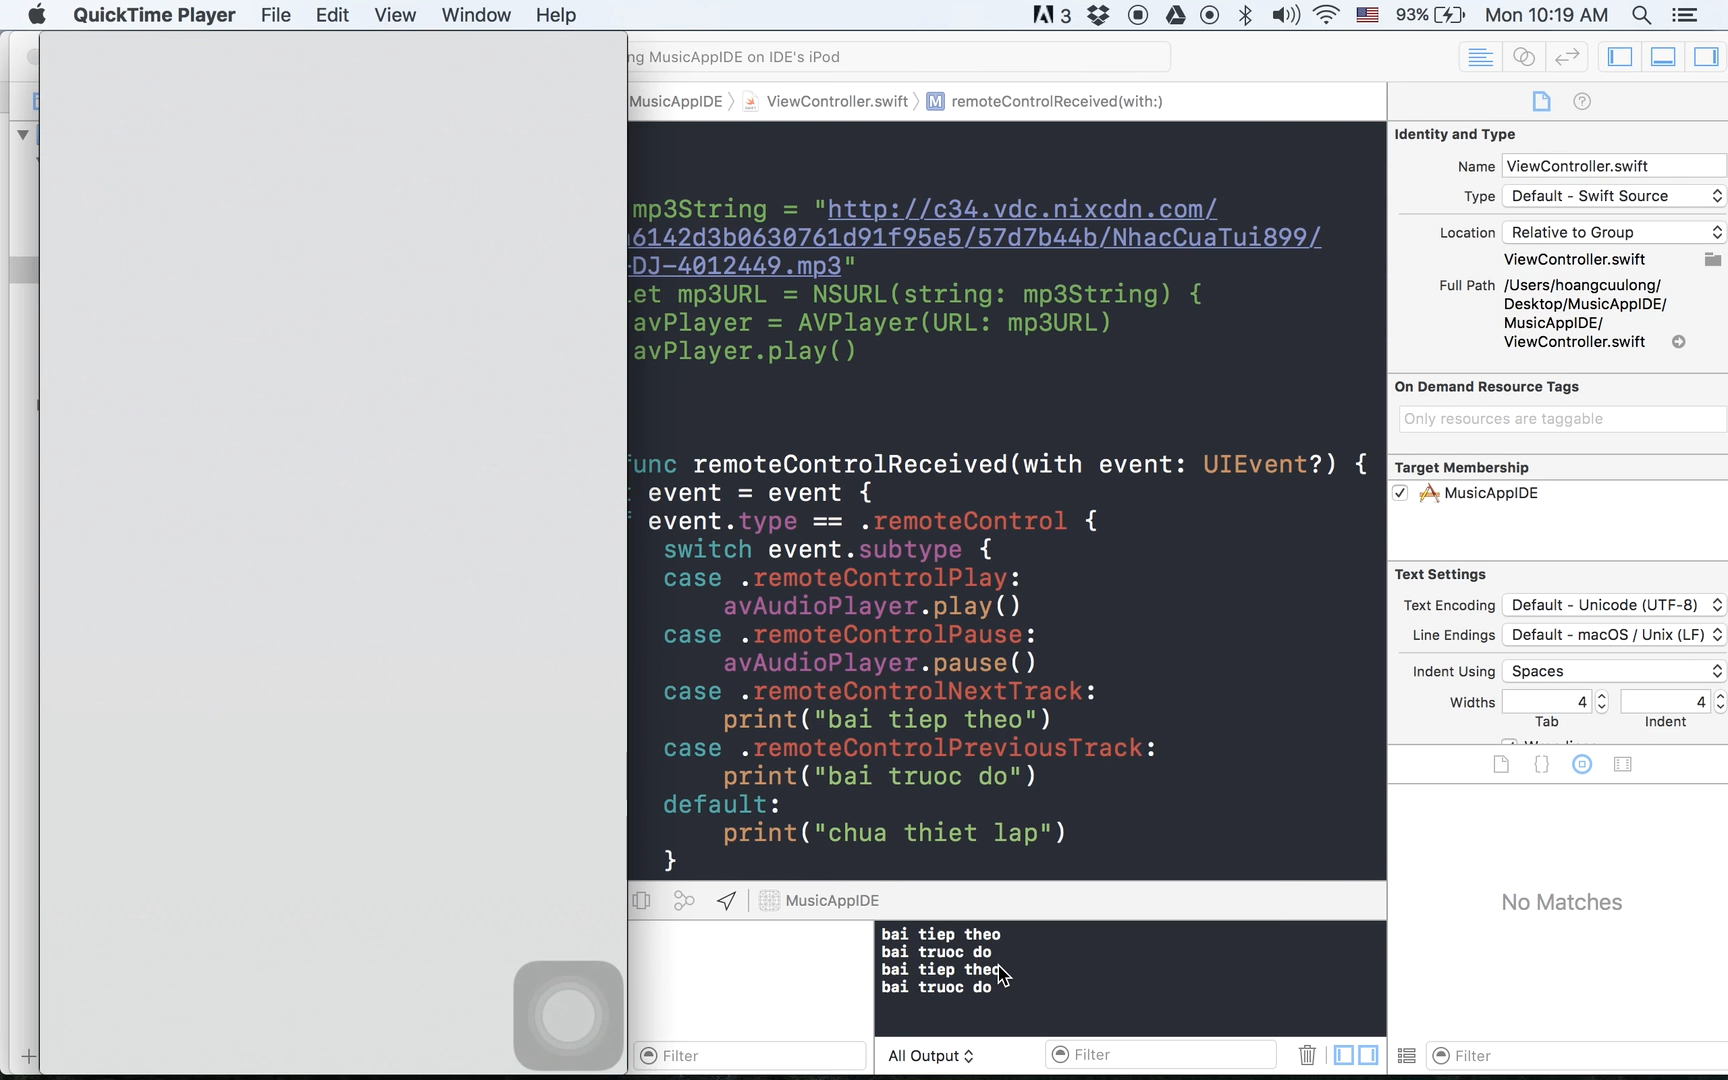 QuickTime Player File Edit View Window Help 3 93% Mon 10:19 AM
ng MusicAppIDE on IDE's iPod
MusicAppIDE ViewController.swift M remoteControlReceived(with:)
mp3String = "http://c34.vdc.nixcdn.com/
6142d3b0630761d91f95e5/57d7b44b/NhacCuaTui899/
-DJ-4012449.mp3"
et mp3URL = NSURL(string: mp3String) {
avPlayer = AVPlayer(URL: mp3URL)
avPlayer.play()
func remoteControlReceived(with event: UIEvent?) {
event = event {
event.type == .remoteControl {
switch event.subtype {
case .remoteControlPlay:
avAudioPlayer.play()
case .remoteControlPause:
avAudioPlayer.pause()
case .remoteControlNextTrack:
print("bai tiep theo")
case .remoteControlPreviousTrack:
print("bai truoc do")
default:
print("chua thiet lap")
}
MusicAppIDE
bai tiep theo
bai truoc do
bai tiep theo
bai truoc do
Filter
All Output
Filter
Identity and Type
Name ViewController.swift
Type Default - Swift Source
Location Relative to Group
ViewController.swift
Full Path /Users/hoangcuulong/
Desktop/MusicAppIDE/
MusicAppIDE/
ViewController.swift
On Demand Resource Tags
Only resources are taggable
Target Membership
MusicAppIDE
Text Settings
Text Encoding Default - Unicode (UTF-8)
Line Endings Default - macOS / Unix (LF)
Indent Using Spaces
Widths 4 4
Tab Indent
No Matches
Filter